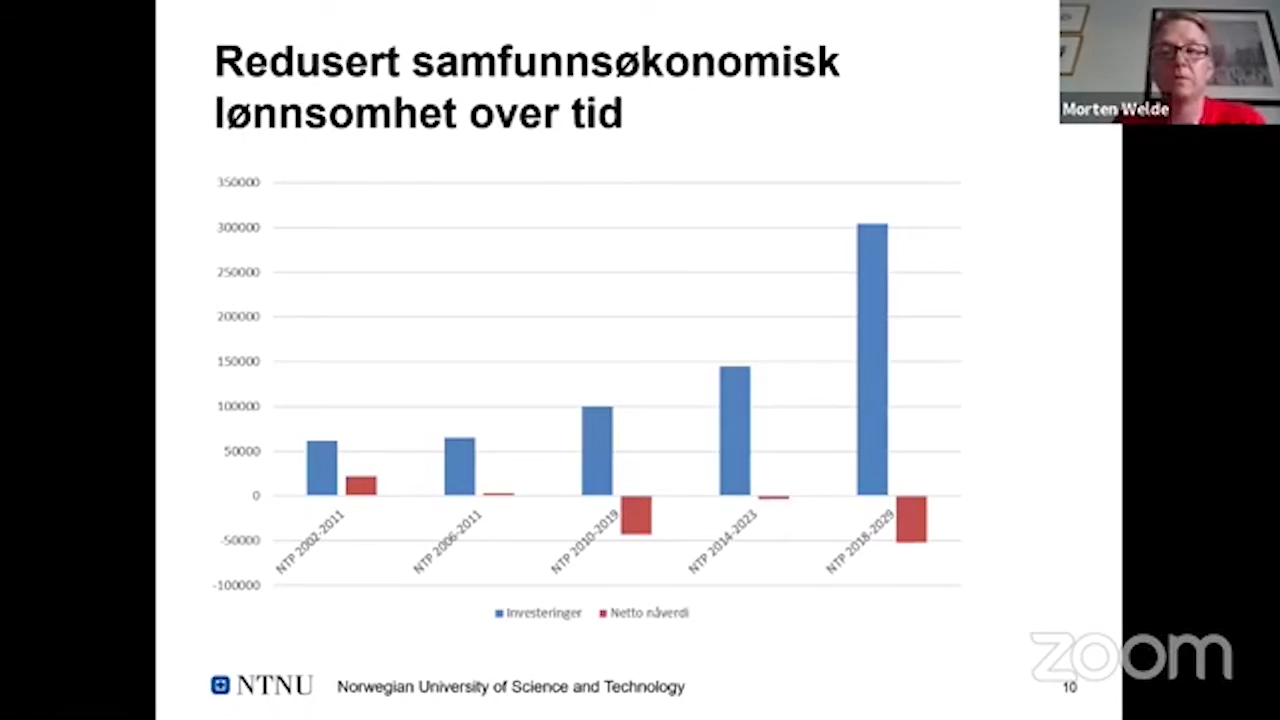 Redusert samfunnsøkonomisk
lønnsomhet over tid
Morten Welde
350000
300000
250000
200000
150000
100000
50000
0
-50000
-100000
NTP 2002-2011
NTP 2006-2011
NTP 2010-2019
NTP 2014-2023
NTP 2018-2029
Investeringer Netto nåverdi
NTNU Norwegian University of Science and Technology
10
zoom